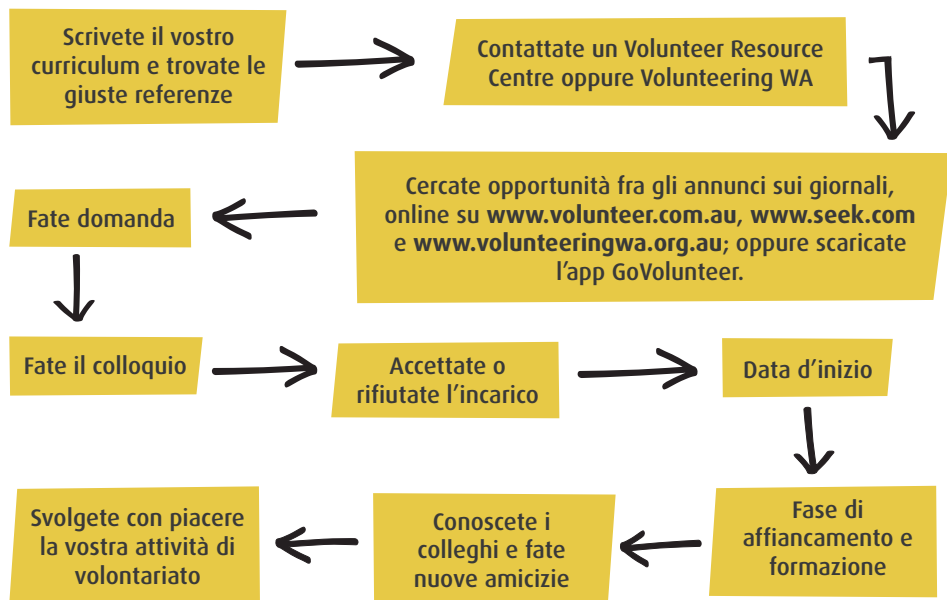 Scrivete il vostro
curriculum e trovate le
giuste referenze
Contattate un Volunteer Resource
Centre oppure Volunteering WA
Cercate opportunità fra gli annunci sui giornali,
online su www.volunteer.com.au, www.seek.com
e www.volunteeringwa.org.au; oppure scaricate
l’app GoVolunteer.
Fate domanda
Fate il colloquio
Accettate o
rifiutate l’incarico
Data d’inizio
Fase di
affiancamento e
formazione
Conoscete i
colleghi e fate
nuove amicizie
Svolgete con piacere
la vostra attività di
volontariato